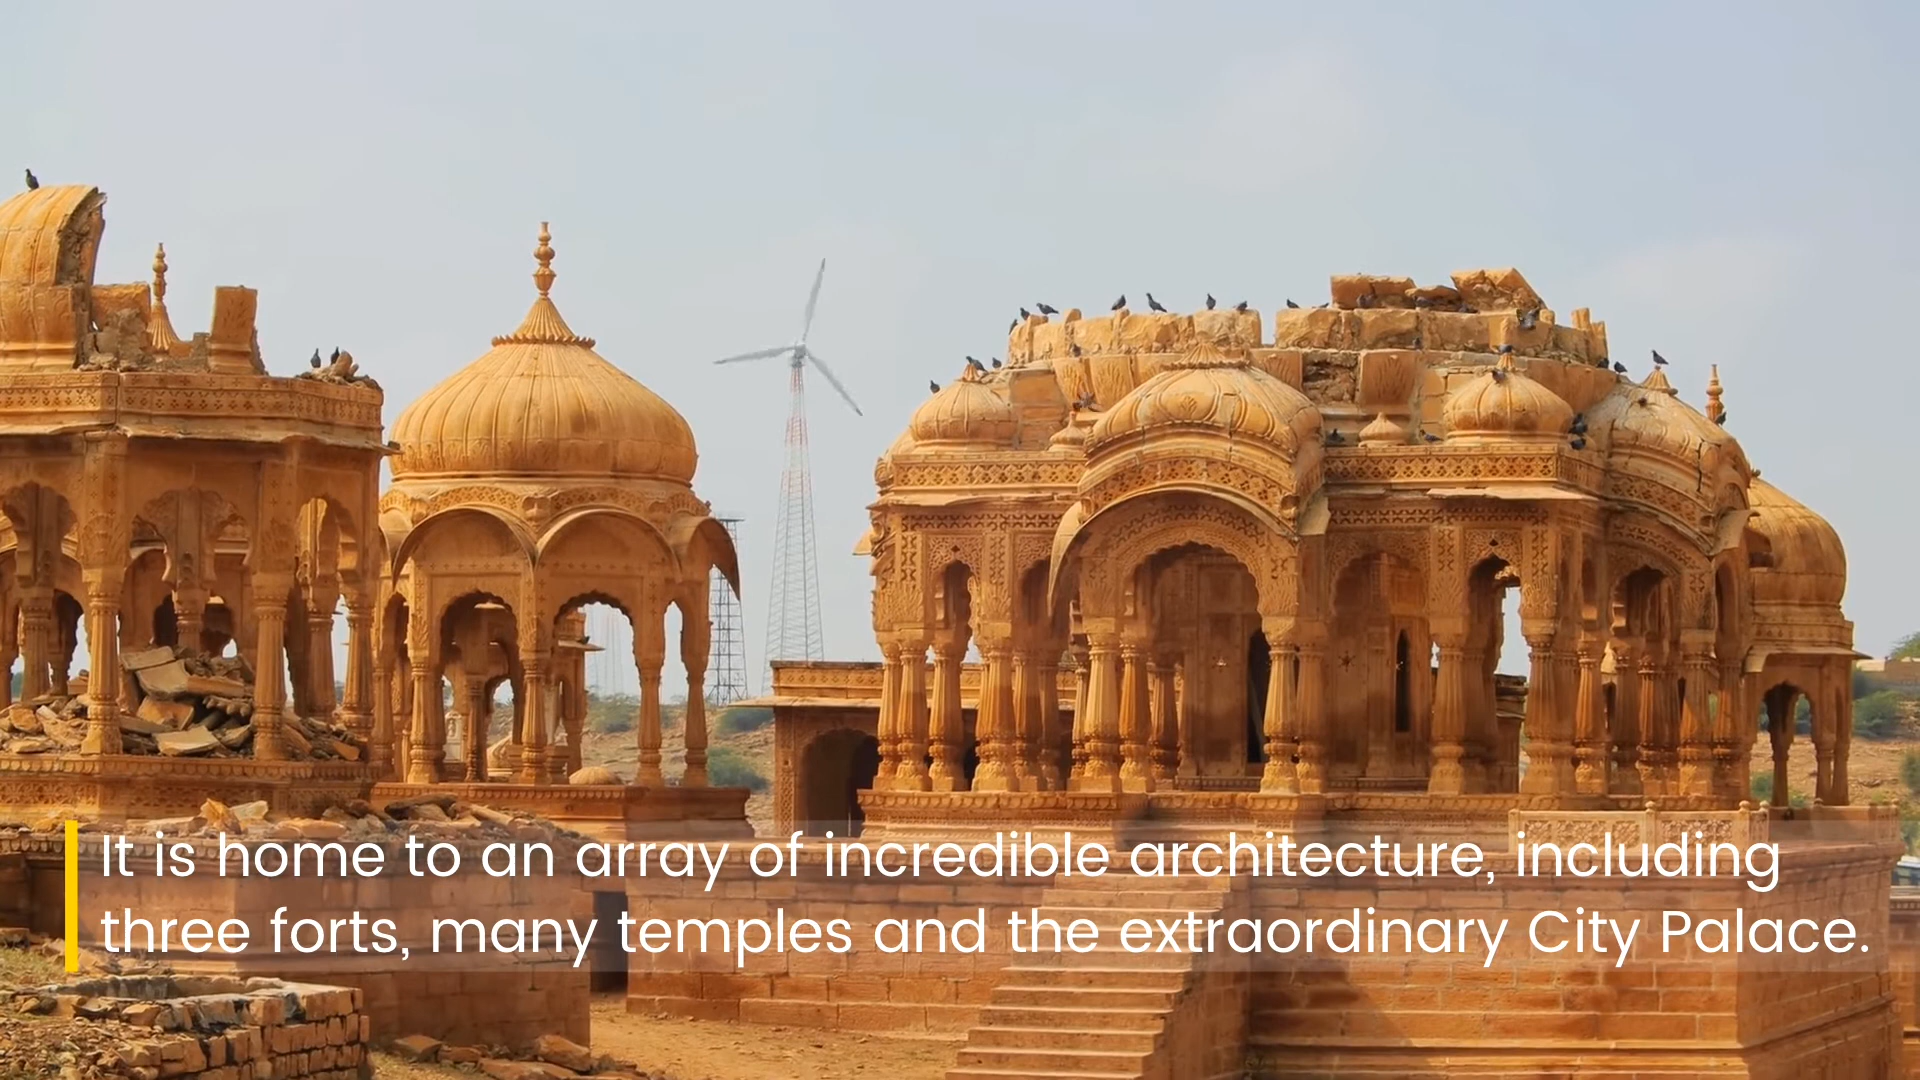 It is home to an array of incredible architecture, including
three forts, many temples and the extraordinary City Palace.